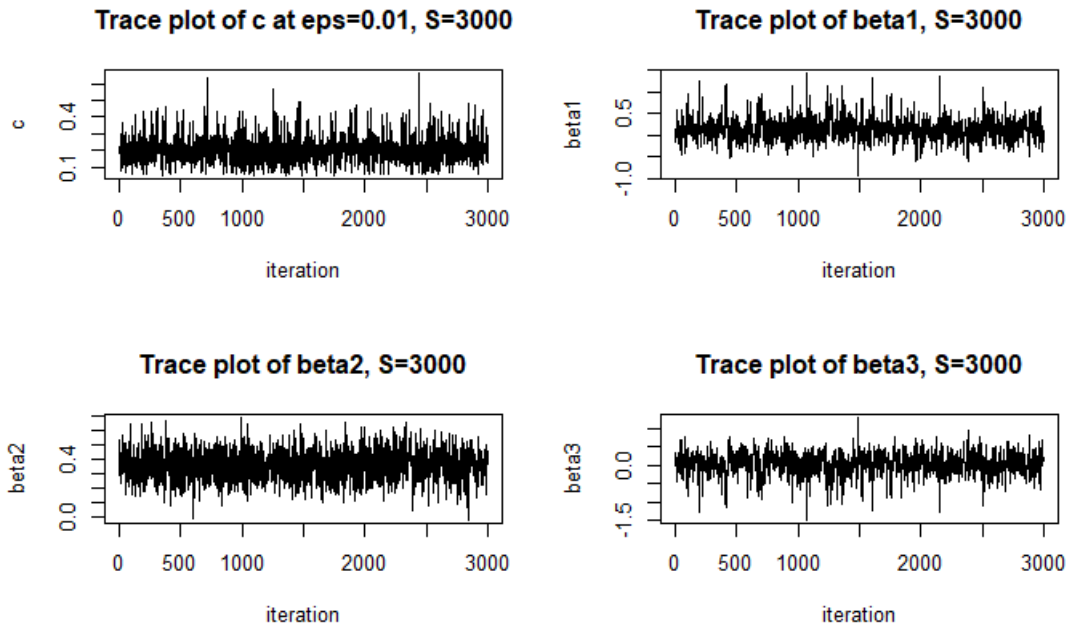 Trace plot of c at eps=0.01, S=3000
c
0.4
0.1
0 500 1000 2000 3000
iteration
Trace plot of beta1, S=3000
beta1
0.5
-1.0
0 500 1000 2000 3000
iteration
Trace plot of beta2, S=3000
beta2
0.4
0.0
0 500 1000 2000 3000
iteration
Trace plot of beta3, S=3000
beta3
0.0
-1.5
0 500 1000 2000 3000
iteration